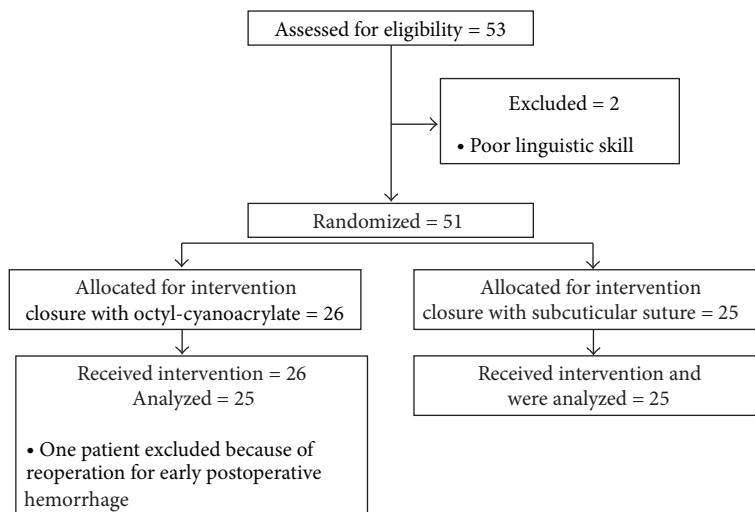 Assessed for eligibility = 53
Excluded = 2
• Poor linguistic skill
Randomized = 51
Allocated for intervention
closure with octyl-cyanoacrylate = 26
Allocated for intervention
closure with subcuticular suture = 25
Received intervention = 26
Analyzed = 25
• One patient excluded because of
reoperation for early postoperative
hemorrhage
Received intervention and
were analyzed = 25